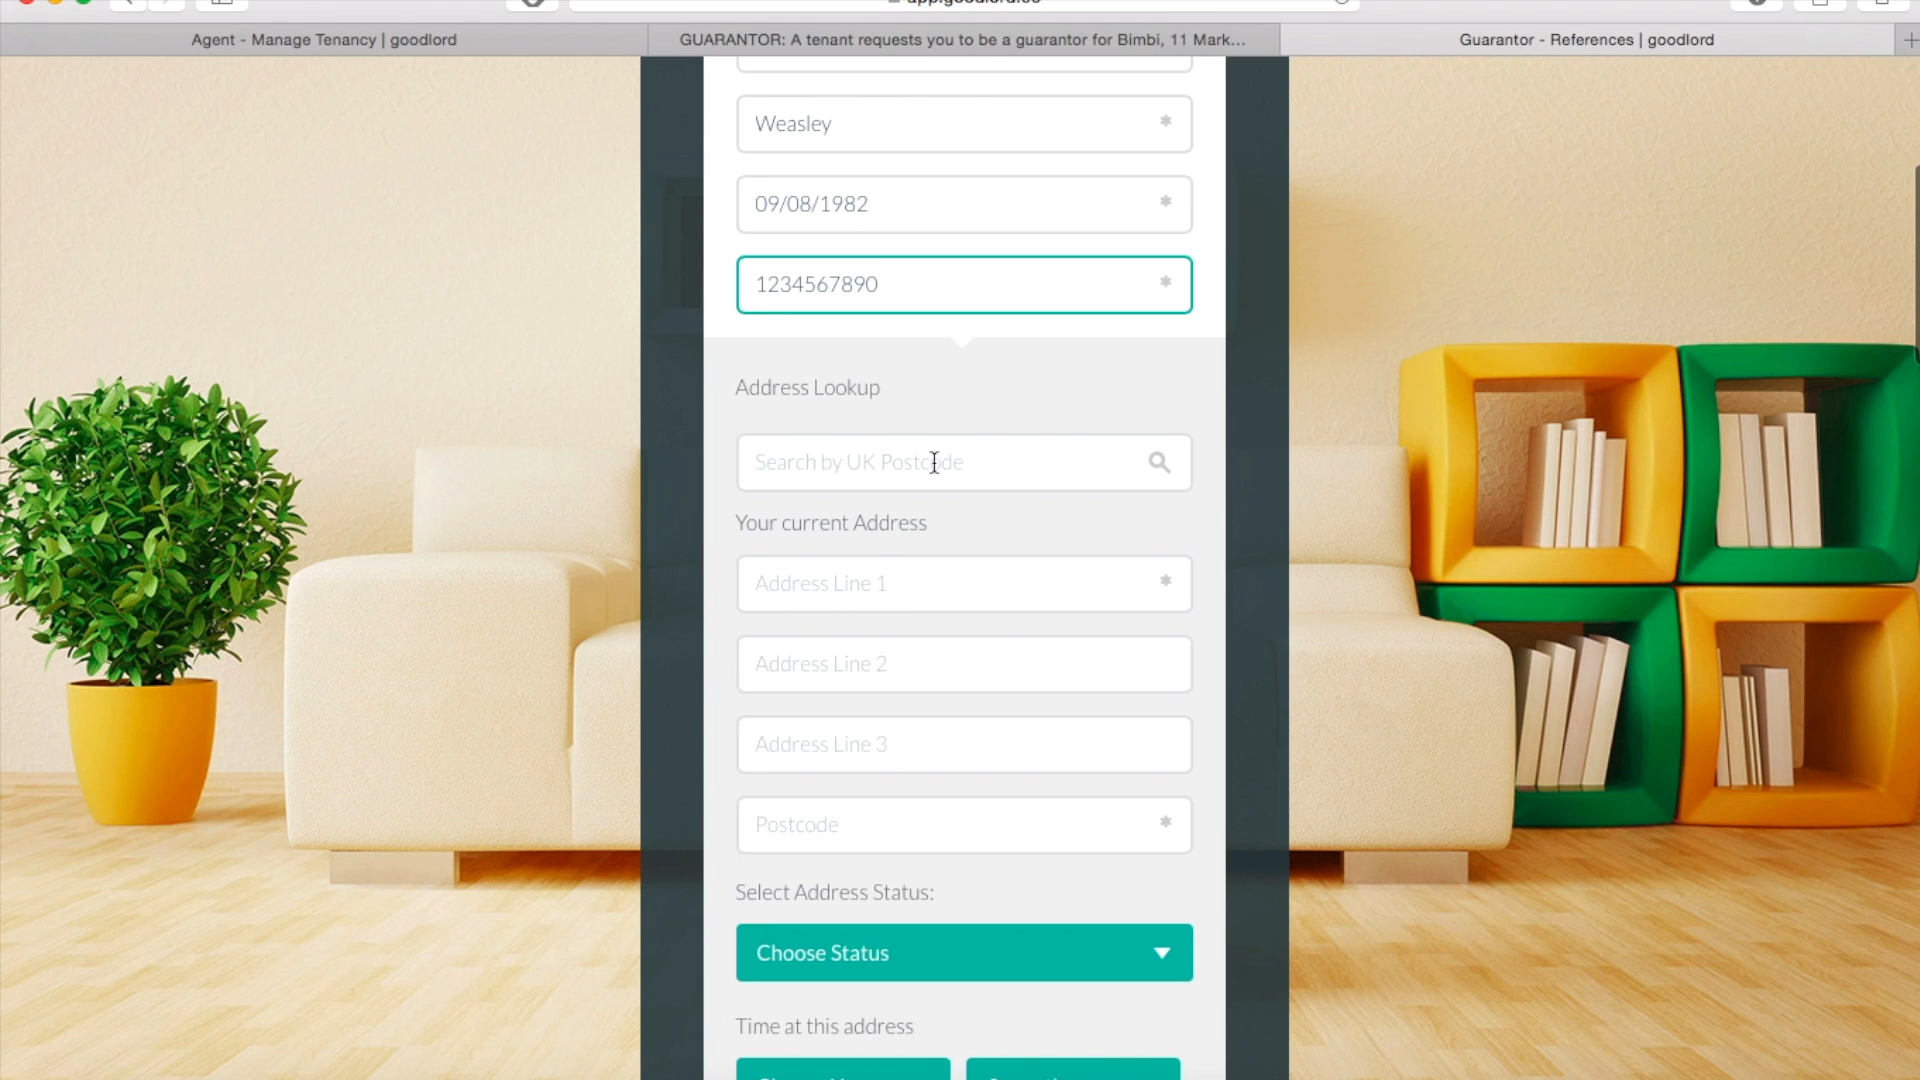 Agent - Manage Tenancy | goodlord
GUARANTOR: A tenant requests you to be a guarantor for Bimbi, 11 Mark...
Guarantor - References | goodlord
Weasley *
09/08/1982 *
1234567890 *
Address Lookup
Search by UK Postcode
Your current Address
Address Line 1 *
Address Line 2
Address Line 3
Postcode *
Select Address Status:
Choose Status
Time at this address